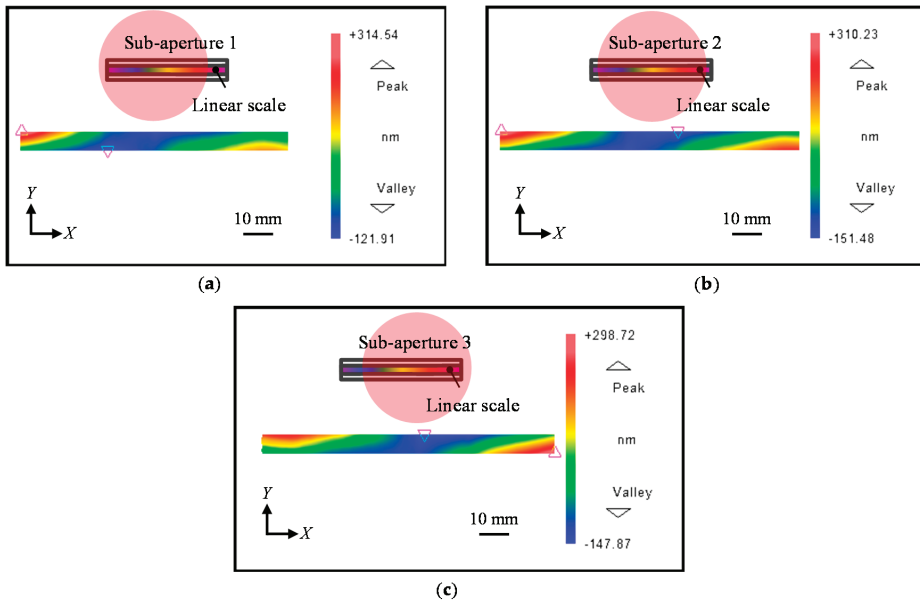 Sub-aperture 1
Linear scale
+314.54
Peak
nm
Valley
-121.91
Y
X
10 mm
(a)
Sub-aperture 2
Linear scale
+310.23
Peak
nm
Valley
-151.48
Y
X
10 mm
(b)
Sub-aperture 3
Linear scale
+298.72
Peak
nm
Valley
-147.87
Y
X
10 mm
(c)